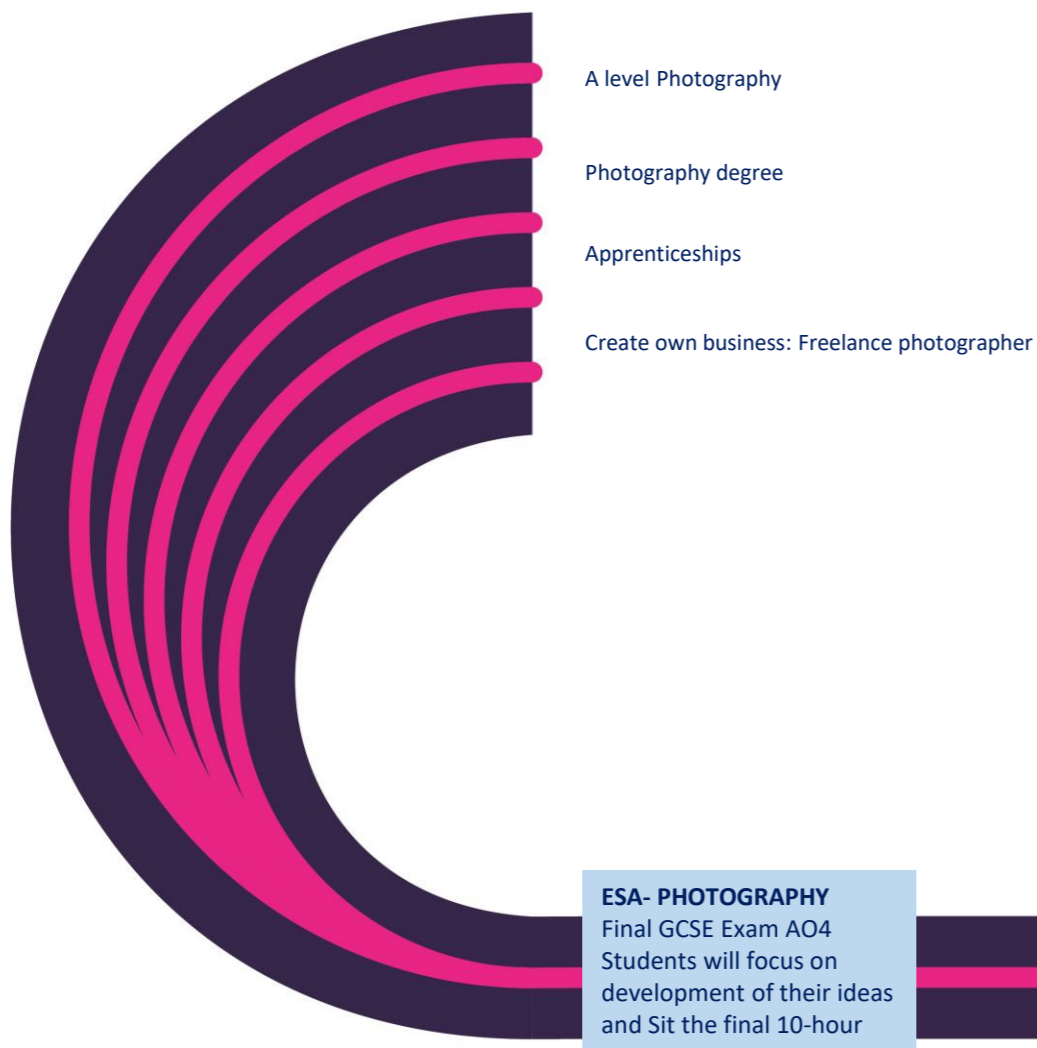 A level Photography
Photography degree
Apprenticeships
Create own business: Freelance photographer
ESA- PHOTOGRAPHY
Final GCSE Exam AO4
Students will focus on
development of their ideas
and Sit the final 10-hour